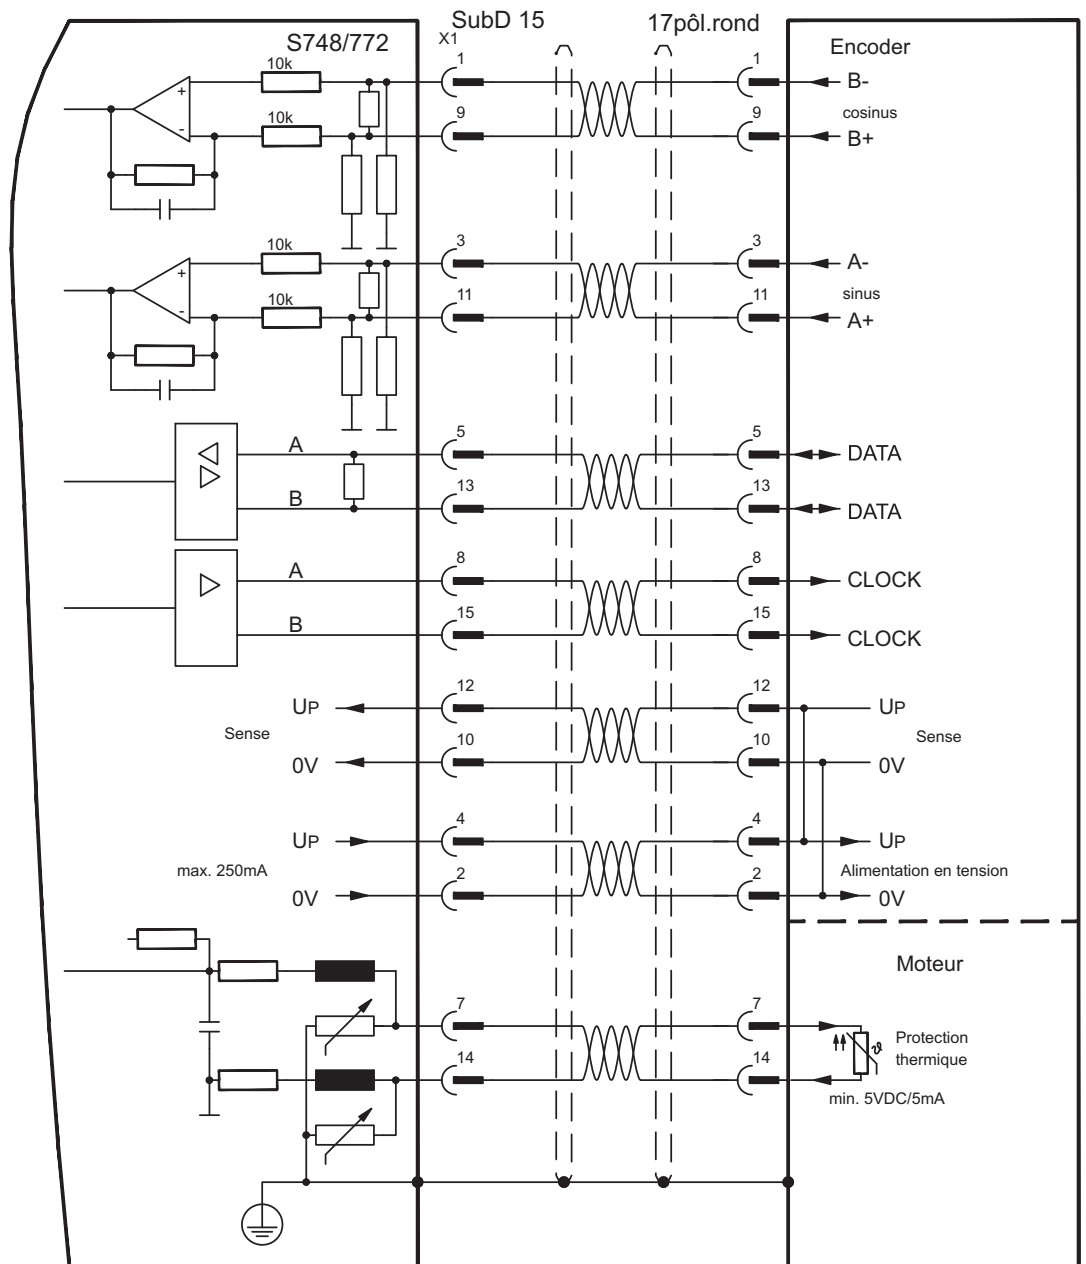 SubD 15
17pôl.rond
S748/772
X1
Encoder
10k
1
1
B-
+
cosinus
10k
9
9
B+
-
10k
3
3
A-
+
sinus
10k
11
11
A+
-
A
5
5
DATA
B
13
13
DATA
A
8
8
CLOCK
B
15
15
CLOCK
UP
12
12
UP
Sense
Sense
0V
10
10
0V
UP
4
4
UP
max. 250mA
Alimentation en tension
0V
2
2
0V
Moteur
7
7
Protection
thermique
ϑ
14
14
min. 5VDC/5mA